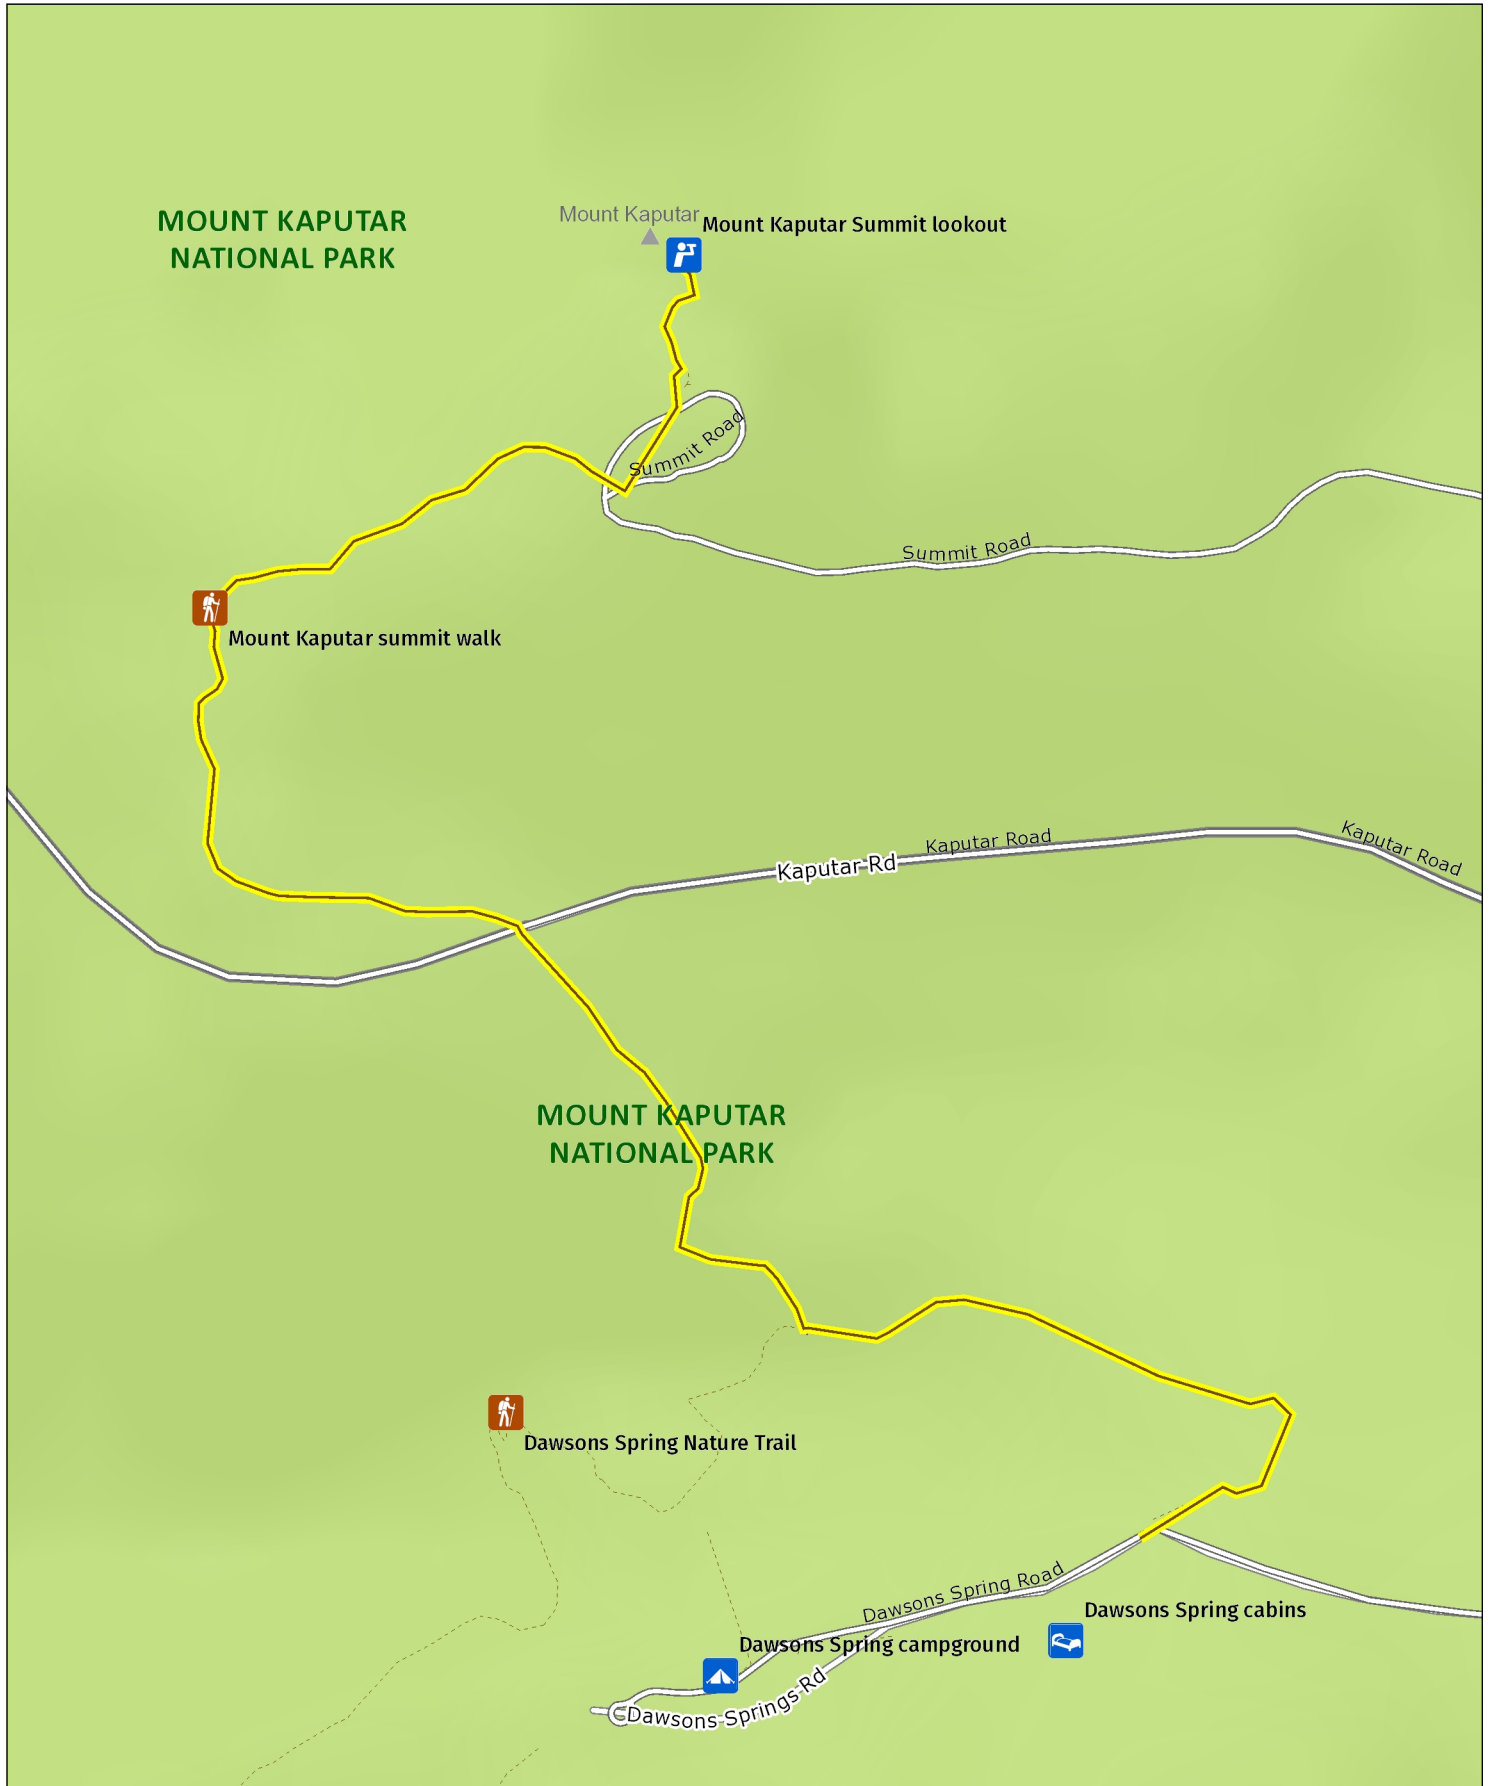 Mount Kaputar
MOUNT KAPUTAR
NATIONAL PARK
Mount Kaputar Summit lookout
Summit Road
Summit Road
Mount Kaputar summit walk
Kaputar Road
Kaputar Road
Kaputar Rd
MOUNT KAPUTAR
NATIONAL PARK
Dawsons Spring Nature Trail
Dawsons Spring Road
Dawsons Spring cabins
Dawsons Spring campground
Dawsons Springs Rd